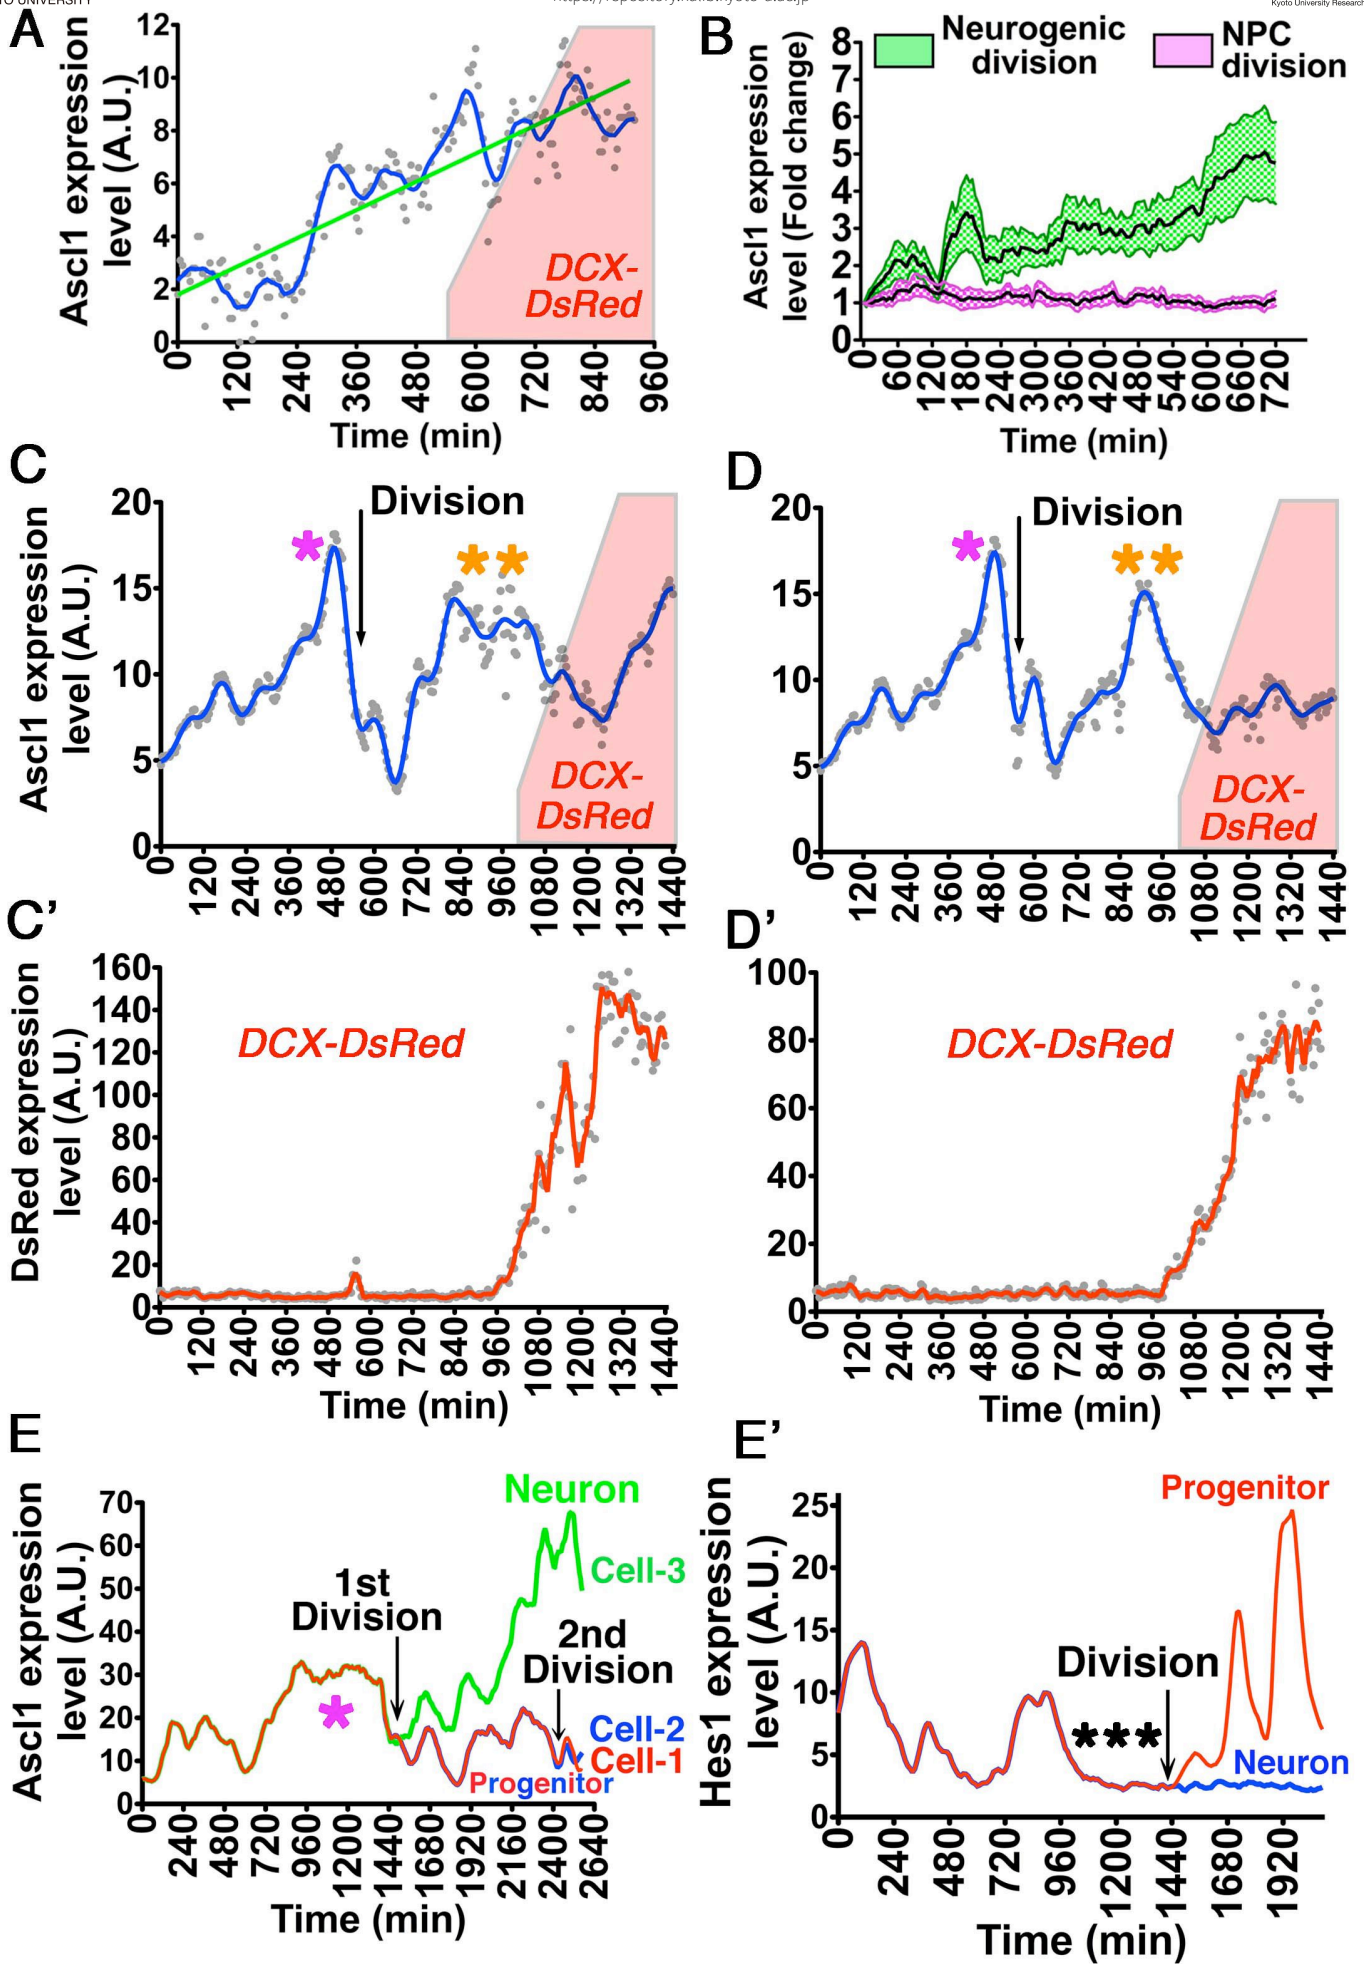 https://repository.kulib.kyoto-u.ac.jp
Kyoto University Research
A
Ascl1 expression
level (A.U.)
12
10
8
6
4
2
0
DCX-
DsRed
0 120 240 360 480 600 720 840 960
Time (min)
B
Ascl1 expression
level (Fold change)
Neurogenic
division
NPC
division
8
7
6
5
4
3
2
1
0
0 60 120 180 240 300 360 420 480 540 600 660 720
Time (min)
C
Ascl1 expression
level (A.U.)
20
15
10
5
0
* Division
**
DCX-
DsRed
0 120 240 360 480 600 720 840 960 1080 1200 1320 1440
D
20
15
10
5
0
* Division
**
DCX-
DsRed
0 120 240 360 480 600 720 840 960 1080 1200 1320 1440
C'
DsRed expression
level (A.U.)
160
140
120
100
80
60
40
20
0
DCX-DsRed
0 120 240 360 480 600 720 840 960 1080 1200 1320 1440
Time (min)
D'
100
80
60
40
20
0
DCX-DsRed
0 120 240 360 480 600 720 840 960 1080 1200 1320 1440
Time (min)
E
Ascl1 expression
level (A.U.)
70
60
50
40
30
20
10
0
Neuron
Cell-3
1st
Division
2nd
Division
*
Cell-2
Cell-1
Progenitor
0 240 480 720 960 1200 1440 1680 1920 2160 2400 2640
Time (min)
E'
Hes1 expression
level (A.U.)
25
20
15
10
5
0
Progenitor
Division
***
Neuron
0 240 480 720 960 1200 1440 1680 1920
Time (min)